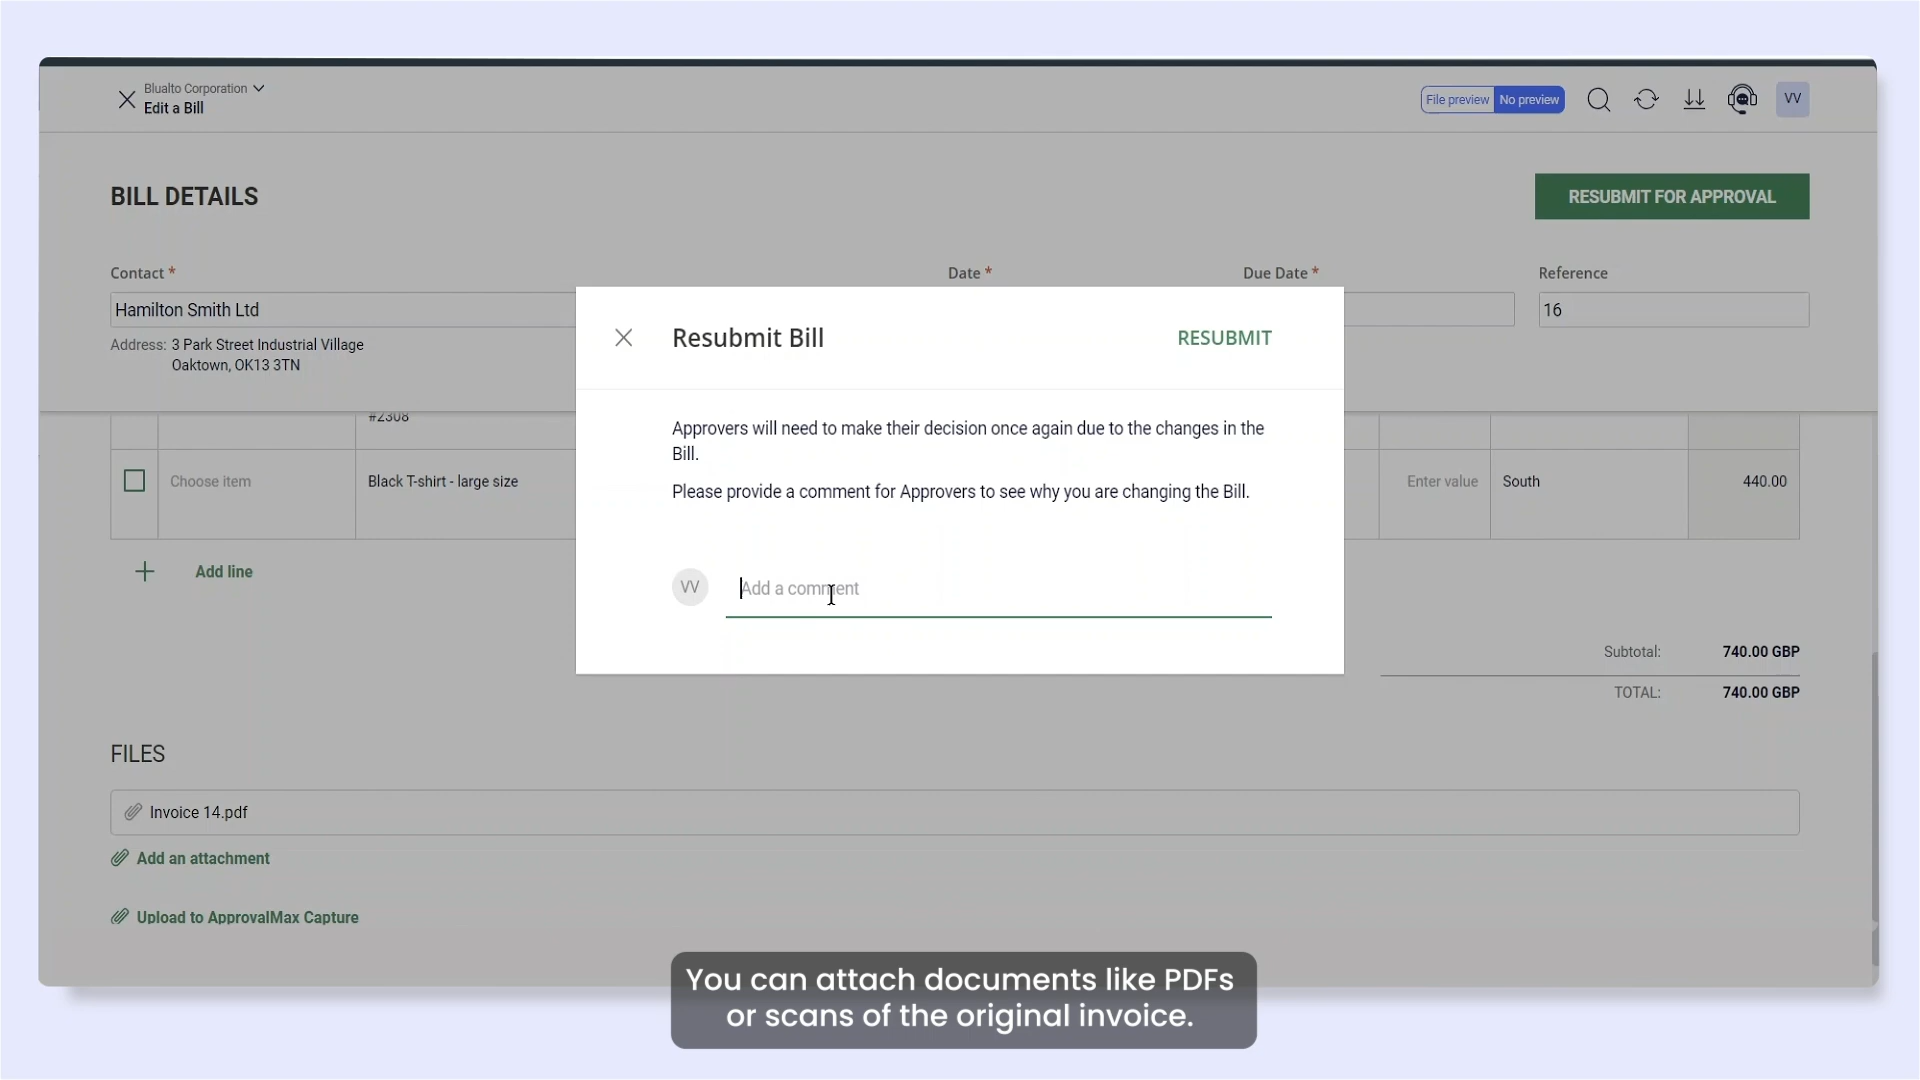 Blualto Corporation
Edit a Bill
File preview
No preview
VV
BILL DETAILS
RESUBMIT FOR APPROVAL
Contact *
Date *
Due Date *
Reference
Hamilton Smith Ltd
16
Address: 3 Park Street Industrial Village
Oaktown, OK13 3TN
Resubmit Bill
RESUBMIT
Approvers will need to make their decision once again due to the changes in the
Bill.
Please provide a comment for Approvers to see why you are changing the Bill.
VV
Add a comment
#2308
Choose item
Black T-shirt - large size
Enter value
South
440.00
Add line
Subtotal: 740.00 GBP
TOTAL: 740.00 GBP
FILES
Invoice 14.pdf
Add an attachment
Upload to ApprovalMax Capture
You can attach documents like PDFs
or scans of the original invoice.